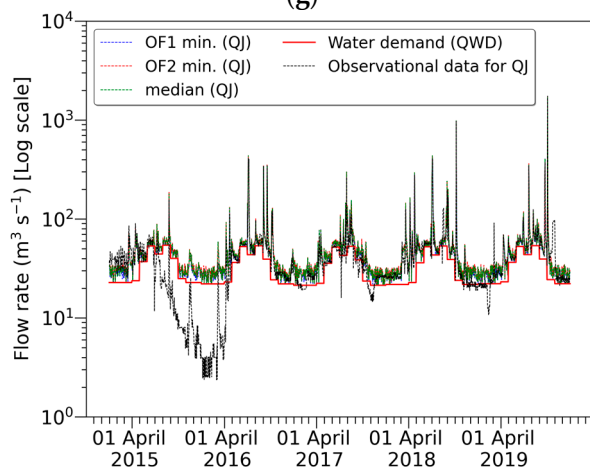 (g)
10⁴
10³
10²
10¹
10⁰
Flow rate (m³ s⁻¹) [Log scale]
OF1 min. (QJ)
OF2 min. (QJ)
median (QJ)
Water demand (QWD)
Observational data for QJ
01 April 2015
01 April 2016
01 April 2017
01 April 2018
01 April 2019